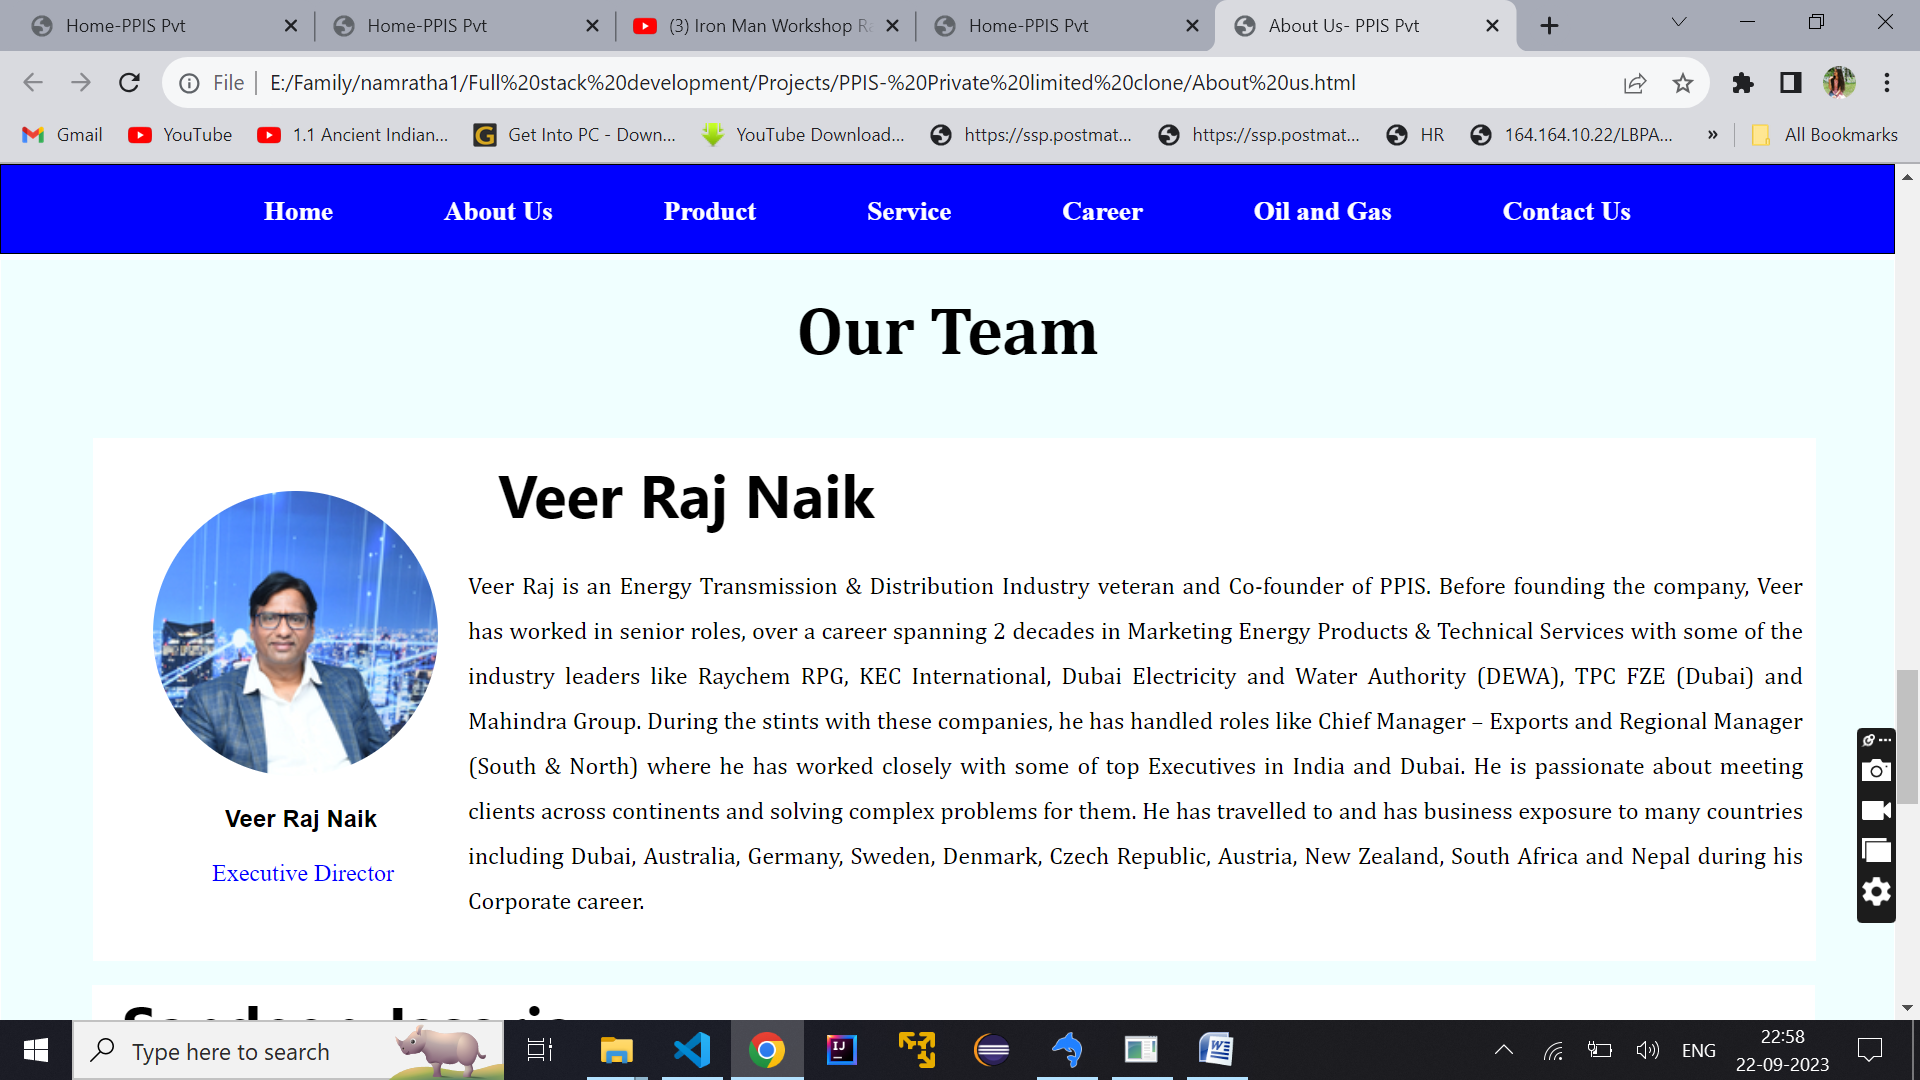 Home-PPIS Pvt
Home-PPIS Pvt
(3) Iron Man Workshop Ra
Home-PPIS Pvt
About Us- PPIS Pvt
File
E:/Family/namratha1/Full%20stack%20development/Projects/PPIS-%20Private%20limited%20clone/About%20us.html
Gmail
YouTube
1.1 Ancient Indian...
Get Into PC - Down...
YouTube Download...
https://ssp.postmat...
https://ssp.postmat...
HR
164.164.10.22/LBPA...
»
All Bookmarks
Home
About Us
Product
Service
Career
Oil and Gas
Contact Us
Our Team
Veer Raj Naik
Veer Raj is an Energy Transmission & Distribution Industry veteran and Co-founder of PPIS. Before founding the company, Veer
has worked in senior roles, over a career spanning 2 decades in Marketing Energy Products & Technical Services with some of the
industry leaders like Raychem RPG, KEC International, Dubai Electricity and Water Authority (DEWA), TPC FZE (Dubai) and
Mahindra Group. During the stints with these companies, he has handled roles like Chief Manager – Exports and Regional Manager
(South & North) where he has worked closely with some of top Executives in India and Dubai. He is passionate about meeting
clients across continents and solving complex problems for them. He has travelled to and has business exposure to many countries
including Dubai, Australia, Germany, Sweden, Denmark, Czech Republic, Austria, New Zealand, South Africa and Nepal during his
Corporate career.
Veer Raj Naik
Executive Director
Type here to search
IJ
ENG
22:58
22-09-2023